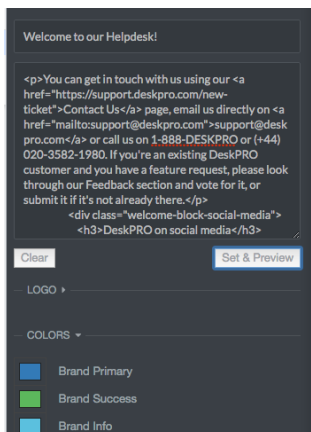 Welcome to our Helpdesk!
<p>You can get in touch with us using our <a
href="https://support.deskpro.com/new-
ticket">Contact Us</a> page, email us directly on <a
href="mailto:support@deskpro.com">support@desk
pro.com</a> or call us on 1-888-DESKPRO or (+44)
020-3582-1980. If you're an existing DeskPRO
customer and you have a feature request, please look
through our Feedback section and vote for it, or
submit it if it's not already there.</p>
<div class="welcome-block-social-media">
<h3>DeskPRO on social media</h3>
Clear
Set & Preview
LOGO
COLORS
Brand Primary
Brand Success
Brand Info